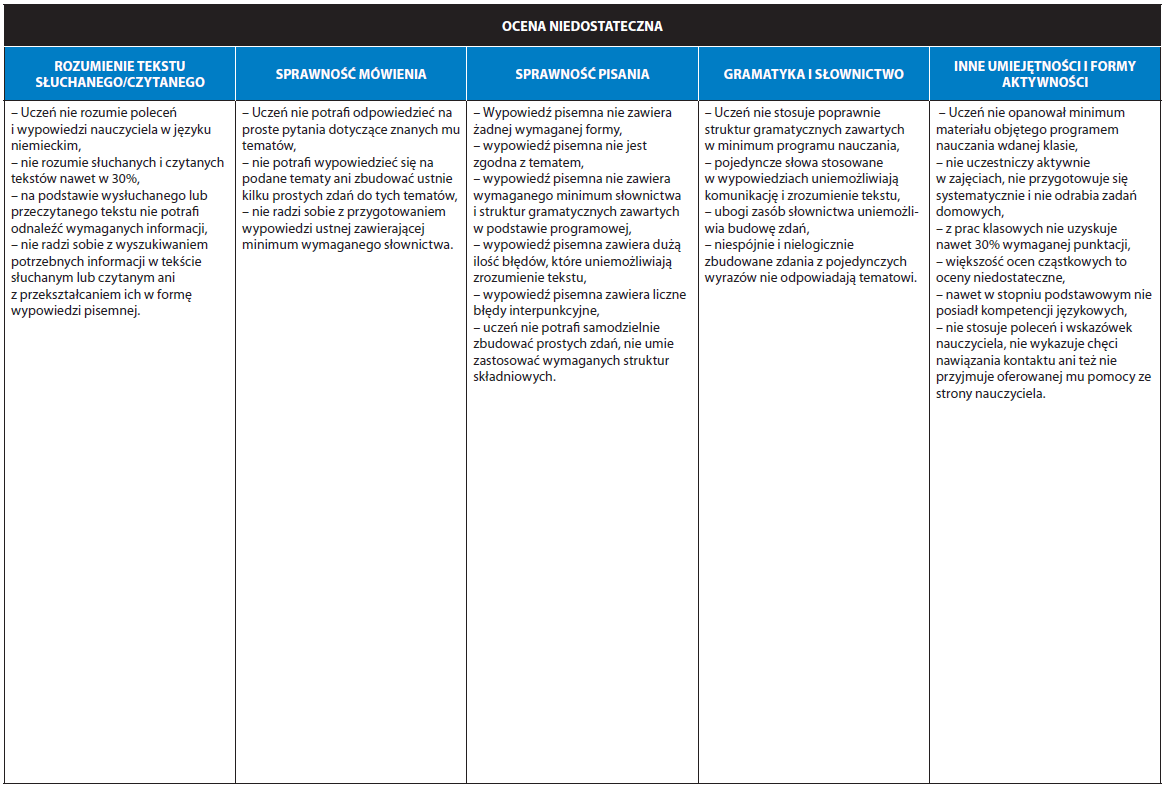 OCENA NIEDOSTATECZNA
ROZUMIENIE TEKSTU
SŁUCHANEGO/CZYTANEGO
SPRAWNOŚĆ MÓWIENIA
SPRAWNOŚĆ PISANIA
GRAMATYKA I SŁOWNICTWO
INNE UMIEJĘTNOŚCI I FORMY
AKTYWNOŚCI
– Uczeń nie rozumie poleceń
i wypowiedzi nauczyciela w języku
niemieckim,
– nie rozumie słuchanych i czytanych
tekstów nawet w 30%,
– na podstawie wysłuchanego lub
przeczytanego tekstu nie potrafi
odnaleźć wymaganych informacji,
– nie radzi sobie z wyszukiwaniem
potrzebnych informacji w tekście
słuchanym lub czytanym ani
z przekształcaniem ich w formę
wypowiedzi pisemnej.
– Uczeń nie potrafi odpowiedzieć na
proste pytania dotyczące znanych mu
tematów,
– nie potrafi wypowiedzieć się na
podane tematy ani zbudować ustnie
kilku prostych zdań do tych tematów,
– nie radzi sobie z przygotowaniem
wypowiedzi ustnej zawierającej
minimum wymaganego słownictwa.
– Wypowiedź pisemna nie zawiera
żadnej wymaganej formy,
– wypowiedź pisemna nie jest
zgodna z tematem,
– wypowiedź pisemna nie zawiera
wymaganego minimum słownictwa
i struktur gramatycznych zawartych
w podstawie programowej,
– wypowiedź pisemna zawiera dużą
ilość błędów, które uniemożliwiają
zrozumienie tekstu,
– wypowiedź pisemna zawiera liczne
błędy interpunkcyjne,
– uczeń nie potrafi samodzielnie
zbudować prostych zdań, nie umie
zastosować wymaganych struktur
składniowych.
– Uczeń nie stosuje poprawnie
struktur gramatycznych zawartych
w minimum programu nauczania,
– pojedyncze słowa stosowane
w wypowiedziach uniemożliwiają
komunikację i zrozumienie tekstu,
– ubogi zasób słownictwa uniemożli-
wia budowę zdań,
– niespójnie i nielogicznie
zbudowane zdania z pojedynczych
wyrazów nie odpowiadają tematowi.
– Uczeń nie opanował minimum
materiału objętego programem
nauczania wdanej klasie,
– nie uczestniczy aktywnie
w zajęciach, nie przygotowuje się
systematycznie i nie odrabia zadań
domowych,
– z prac klasowych nie uzyskuje
nawet 30% wymaganej punktacji,
– większość ocen cząstkowych to
oceny niedostateczne,
– nawet w stopniu podstawowym nie
posiadł kompetencji językowych,
– nie stosuje poleceń i wskazówek
nauczyciela, nie wykazuje chęci
nawiązania kontaktu ani też nie
przyjmuje oferowanej mu pomocy ze
strony nauczyciela.